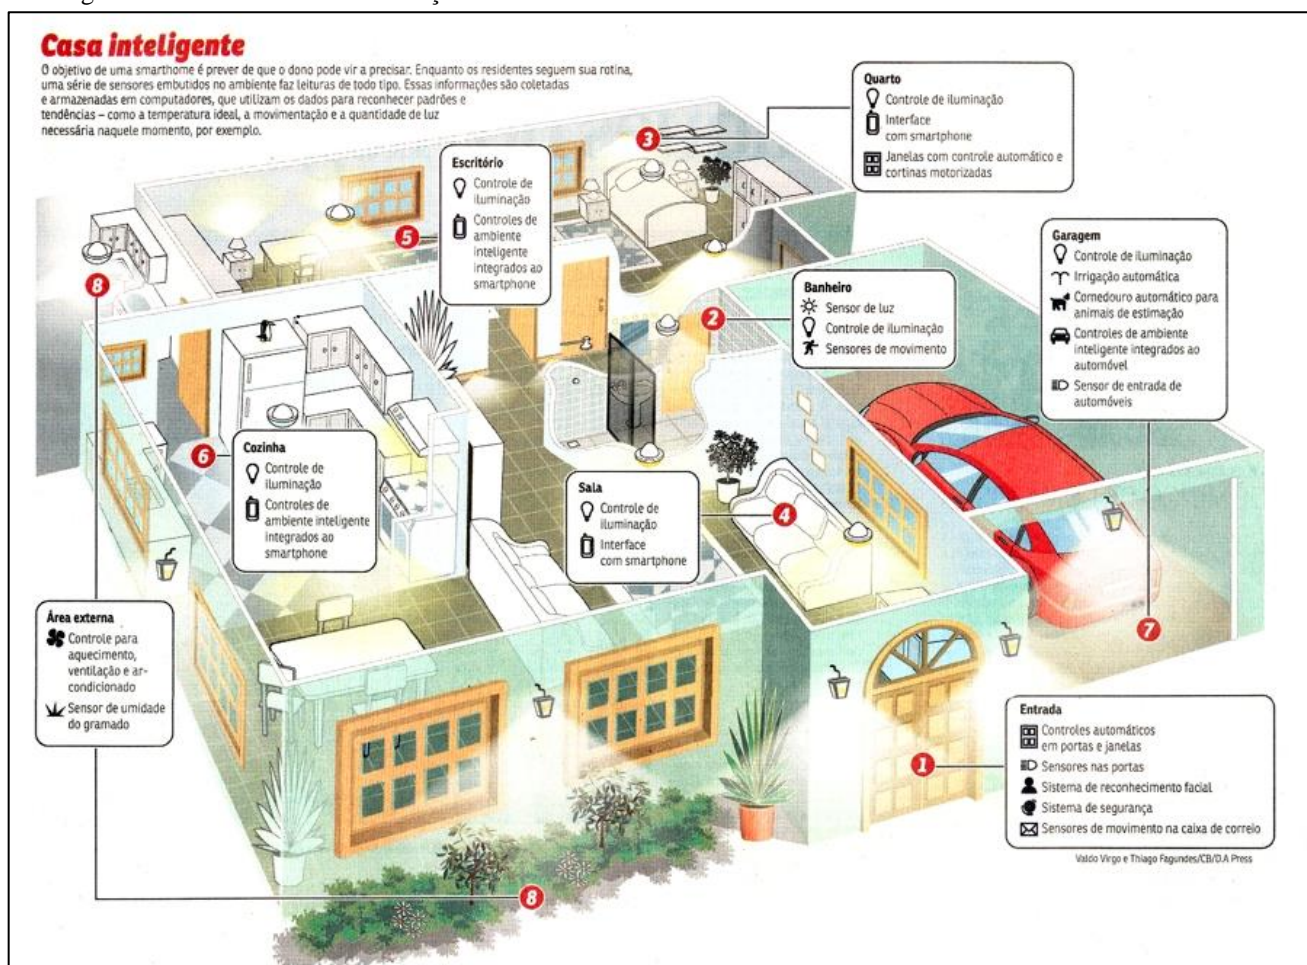 Casa inteligente
O objetivo de uma smarthome é prever de que o dono pode vir a precisar. Enquanto os residentes seguem sua rotina,
uma série de sensores embutidos no ambiente faz leituras de todo tipo. Essas informações são coletadas
e armazenadas em computadores, que utilizam os dados para reconhecer padrões e
tendências – como a temperatura ideal, a movimentação e a quantidade de luz
necessária naquele momento, por exemplo.
Quarto
Controle de iluminação
Interface
com smartphone
Janelas com controle automático e
cortinas motorizadas
3
Escritório
Controle de
iluminação
Controles de
ambiente
inteligente
integrados ao
smartphone
5
Garagem
Controle de iluminação
Irrigação automática
Comedouro automático para
animais de estimação
Controles de ambiente
inteligente integrados ao
automóvel
Sensor de entrada de
automóveis
8
Banheiro
Sensor de luz
Controle de iluminação
Sensores de movimento
2
Cozinha
Controle de
iluminação
Controles de
ambiente inteligente
integrados ao
smartphone
6
Sala
Controle de
iluminação
Interface
com smartphone
4
Área externa
Controle para
aquecimento,
ventilação e ar-
condicionado
Sensor de umidade
do gramado
7
Entrada
Controles automáticos
em portas e janelas
Sensores nas portas
Sistema de reconhecimento facial
Sistema de segurança
Sensores de movimento na caixa de correio
1
Valdo Virgo e Thiago Fagundes/CB/D.A Press
8